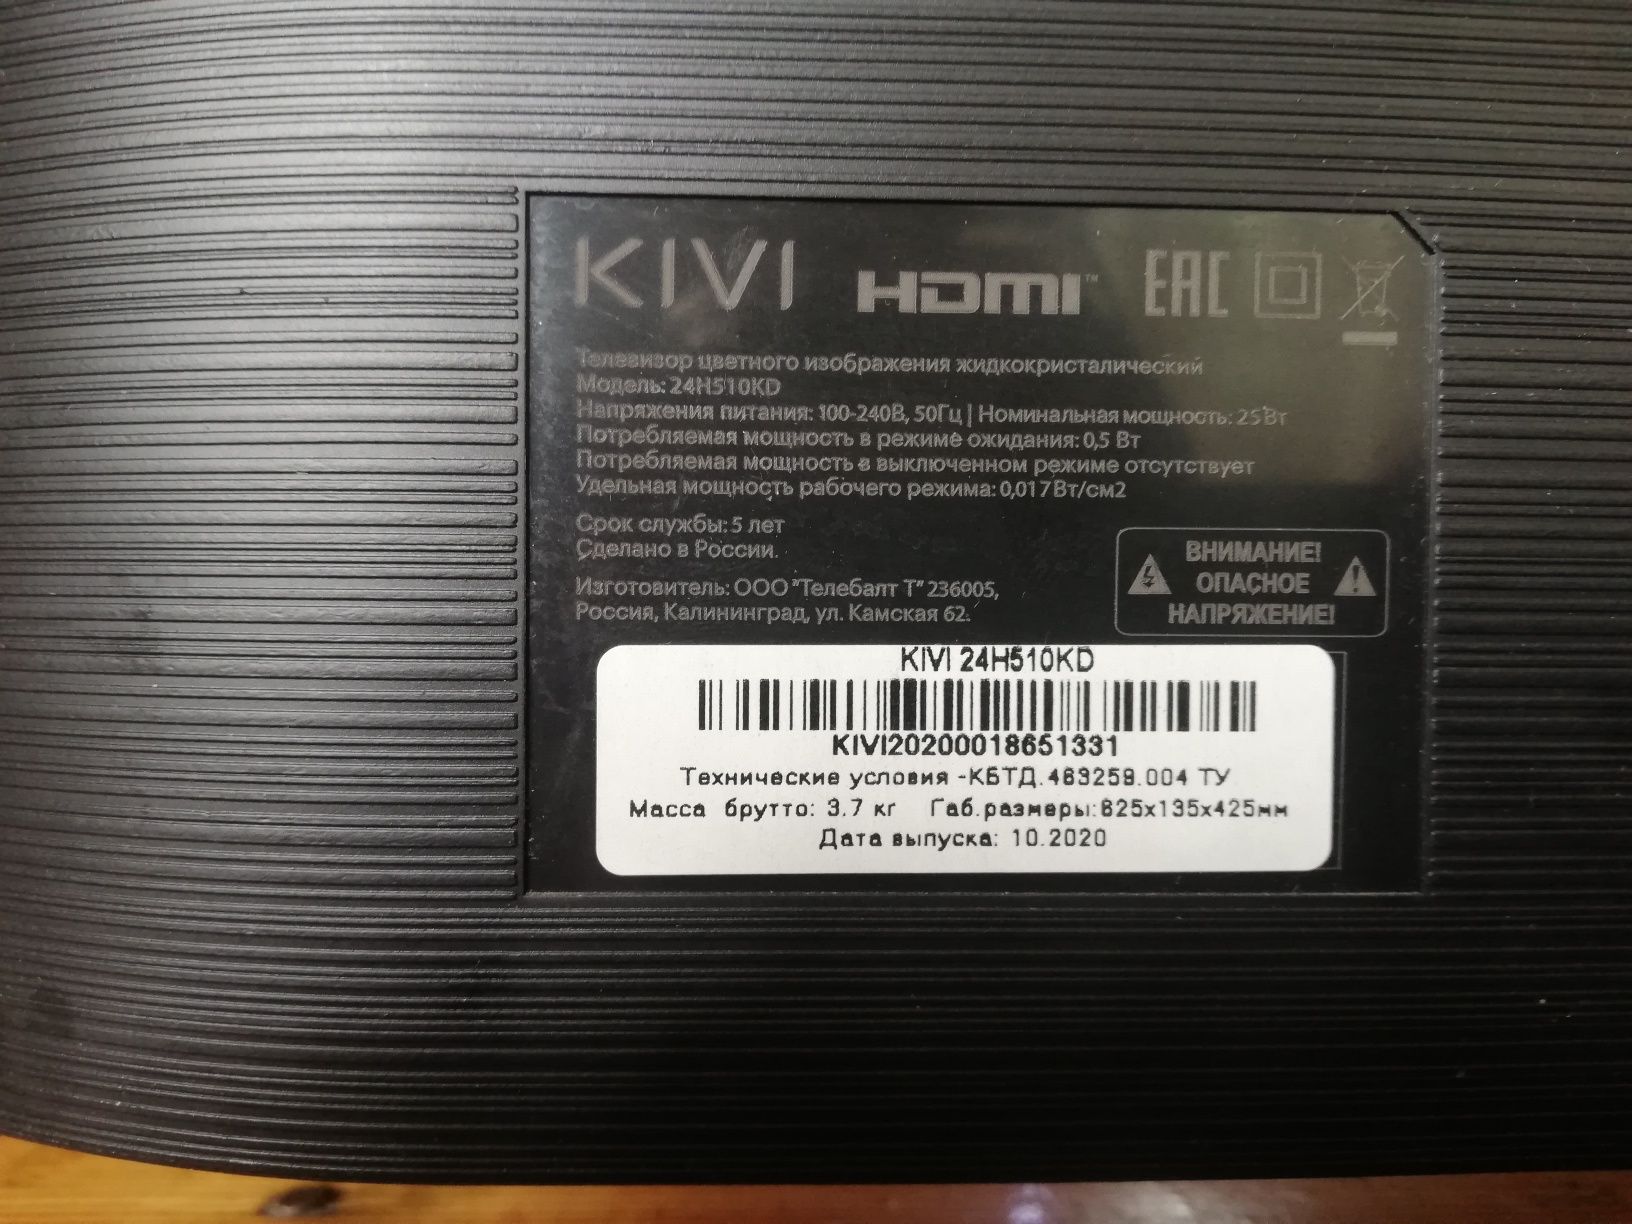 KIVI HDMI™ EAC
Телевизор цветного изображения жидкокристалический
Модель: 24H510KD
Напряжения питания: 100-240В, 50Гц | Номинальная мощность: 25Вт
Потребляемая мощность в режиме ожидания: 0,5 Вт
Потребляемая мощность в выключенном режиме отсутствует
Удельная мощность рабочего режима: 0,017Вт/см2
Срок службы: 5 лет
Сделано в России.
Изготовитель: ООО "Телебалт Т" 236005,
Россия, Калининград, ул. Камская 62.
ВНИМАНИЕ!
ОПАСНОЕ
НАПРЯЖЕНИЕ!
KIVI 24H510KD
KIVI20200018651331
Технические условия -КБТД.463259.004 ТУ
Масса брутто: 3.7 кг Габ.размеры:625x135x425мм
Дата выпуска: 10.2020